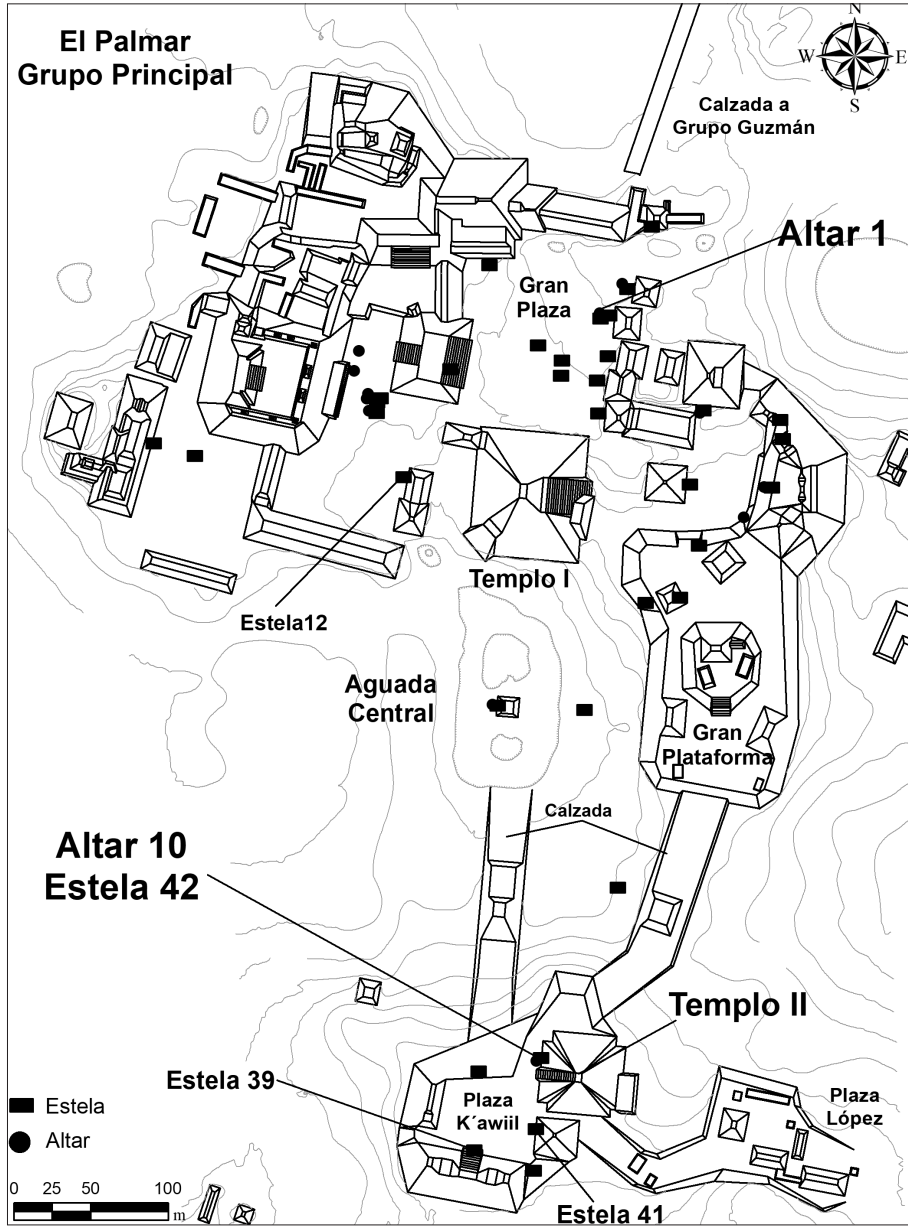 El Palmar
Grupo Principal
N
W
E
S
Calzada a
Grupo Guzmán
Altar 1
Gran
Plaza
Templo I
Estela12
Aguada
Central
Gran
Plataforma
Calzada
Altar 10
Estela 42
Templo II
Estela 39
Plaza
K´awiil
Plaza
López
Estela
Altar
0 25 50 100
m
Estela 41